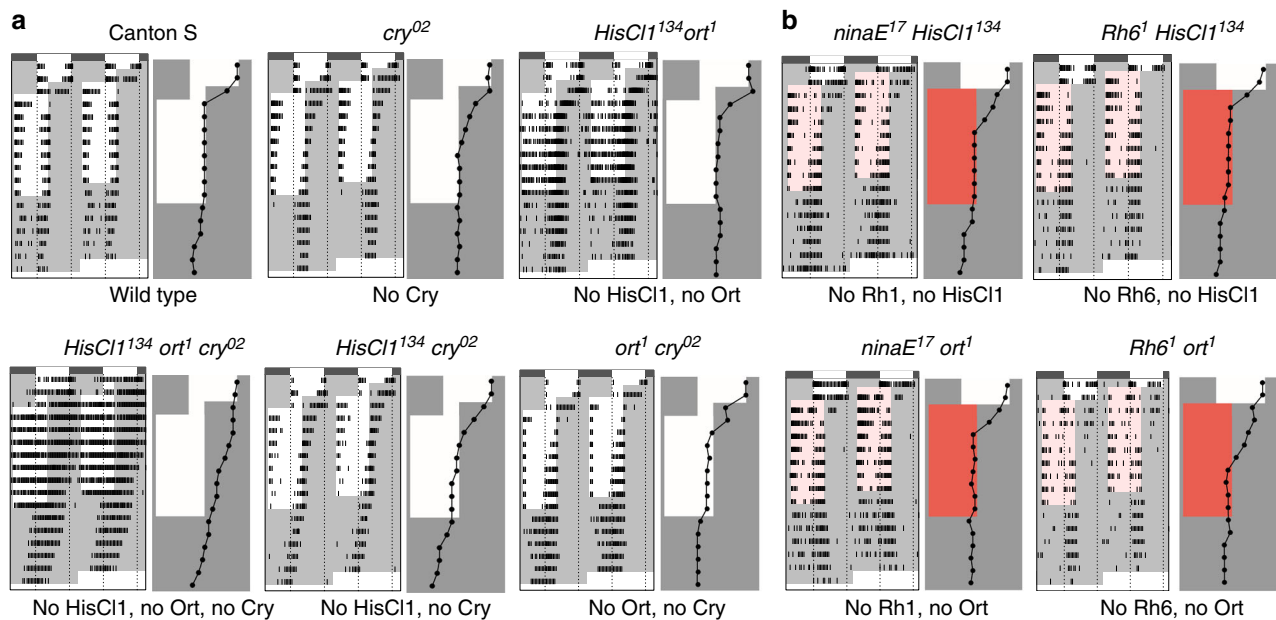 a
Canton S
cry⁰²
HisCl1¹³⁴ort¹
b
ninaE¹⁷ HisCl1¹³⁴
Rh6¹ HisCl1¹³⁴
Wild type
No Cry
No HisCl1, no Ort
No Rh1, no HisCl1
No Rh6, no HisCl1
HisCl1¹³⁴ ort¹ cry⁰²
HisCl1¹³⁴ cry⁰²
ort¹ cry⁰²
ninaE¹⁷ ort¹
Rh6¹ ort¹
No HisCl1, no Ort, no Cry
No HisCl1, no Cry
No Ort, no Cry
No Rh1, no Ort
No Rh6, no Ort